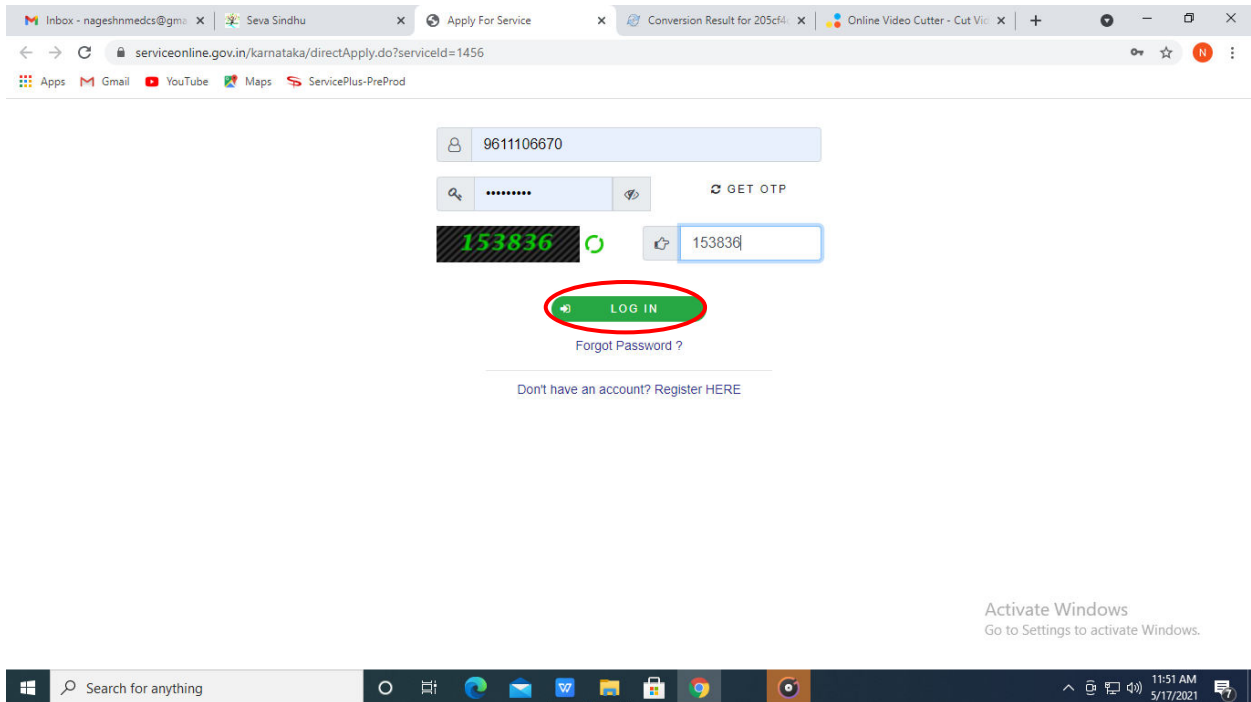 Inbox - nageshnmedcs@gma
Seva Sindhu
Apply For Service
Conversion Result for 205cf4
Online Video Cutter - Cut Vic
serviceonline.gov.in/karnataka/directApply.do?serviceId=1456
N
Apps Gmail YouTube Maps ServicePlus-PreProd
9611106670
••••••••• GET OTP
153836 153836
LOG IN
Forgot Password ?
Don't have an account? Register HERE
Activate Windows
Go to Settings to activate Windows.
Search for anything
11:51 AM
5/17/2021
7